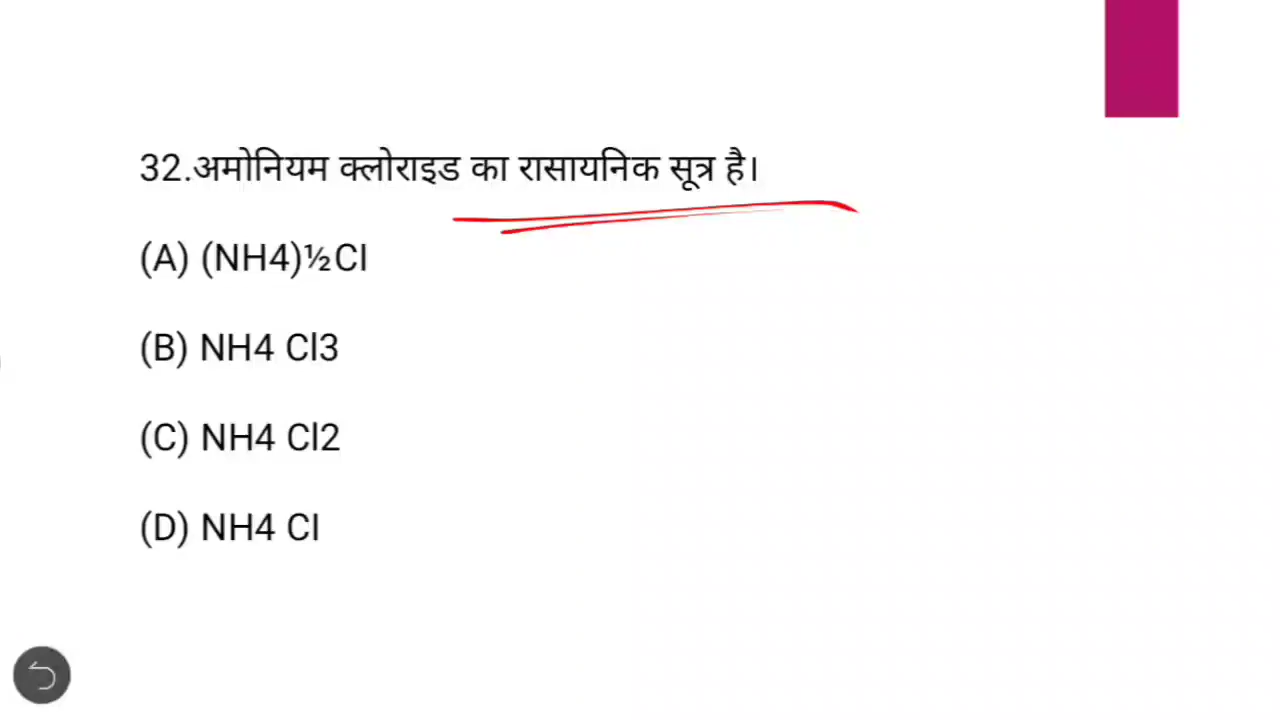 32.अमोनियम क्लोराइड का रासायनिक सूत्र है।
(A) (NH4)½Cl
(B) NH4 Cl3
(C) NH4 Cl2
(D) NH4 Cl